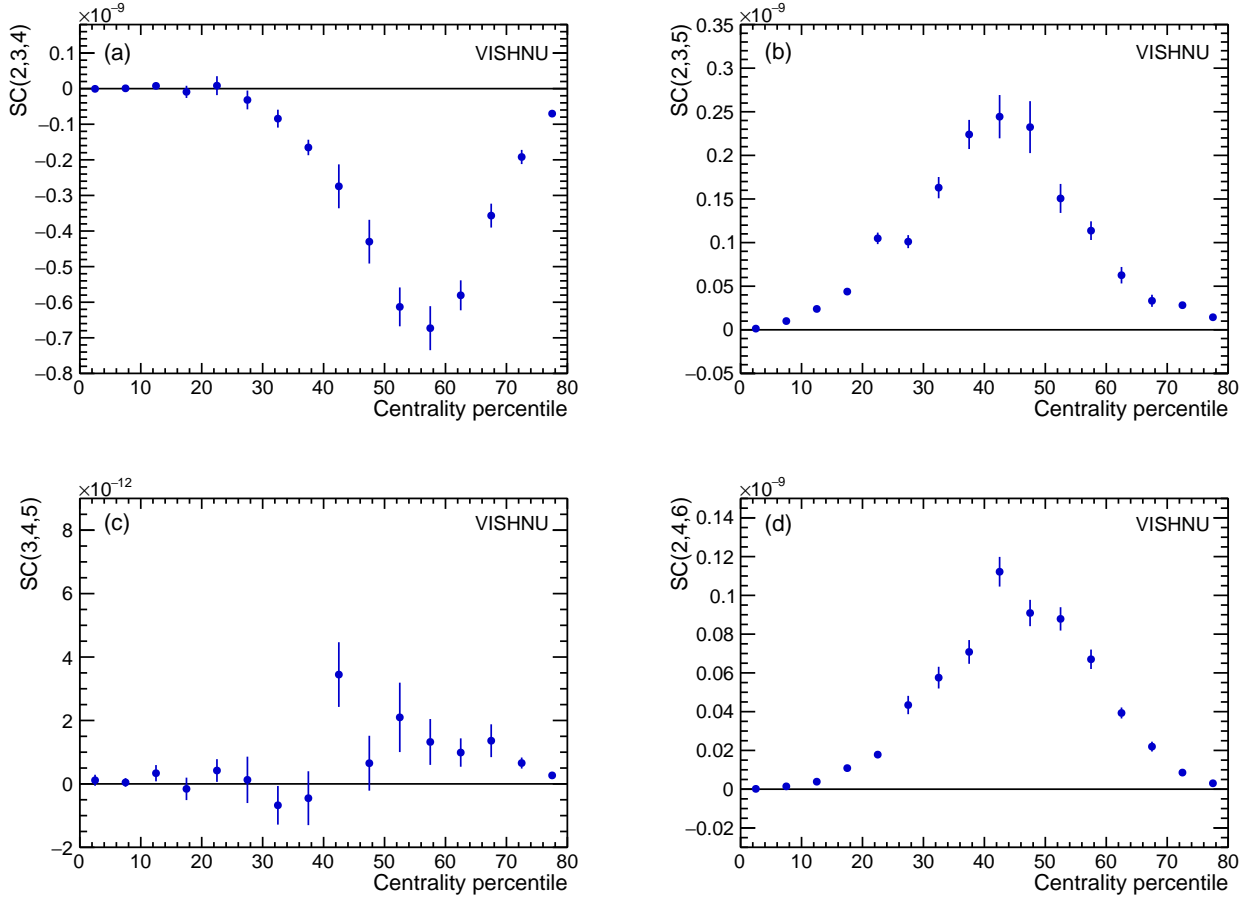 ×10⁻⁹
SC(2,3,4)
(a)
VISHNU
0.1
0
−0.1
−0.2
−0.3
−0.4
−0.5
−0.6
−0.7
−0.8
0 10 20 30 40 50 60 70 80
Centrality percentile
×10⁻⁹
SC(2,3,5)
(b)
VISHNU
0.35
0.3
0.25
0.2
0.15
0.1
0.05
0
−0.05
0 10 20 30 40 50 60 70 80
Centrality percentile
×10⁻¹²
SC(3,4,5)
(c)
VISHNU
8
6
4
2
0
−2
0 10 20 30 40 50 60 70 80
Centrality percentile
×10⁻⁹
SC(2,4,6)
(d)
VISHNU
0.14
0.12
0.1
0.08
0.06
0.04
0.02
0
−0.02
0 10 20 30 40 50 60 70 80
Centrality percentile